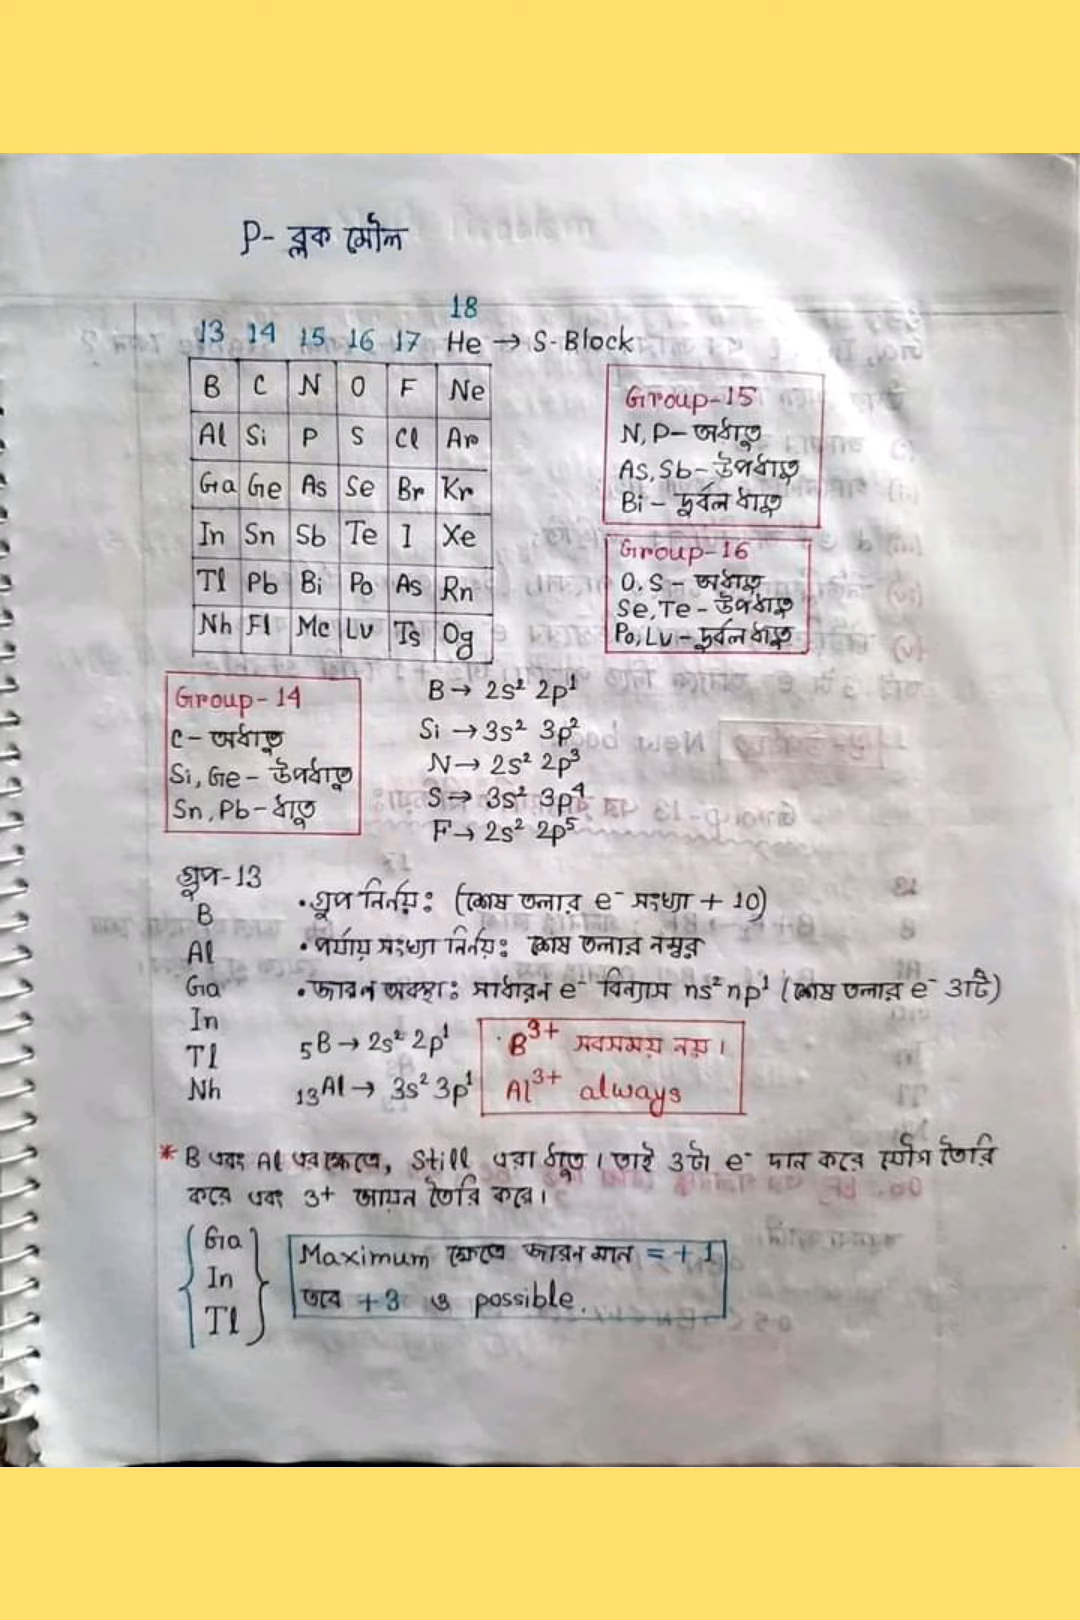 P- ব্লক মৌল
18
13 14 15 16 17 He → S-Block
B C N O F Ne
Al Si P S Cl Ar
Ga Ge As Se Br Kr
In Sn Sb Te I Xe
Tl Pb Bi Po As Rn
Nh Fl Mc Lv Ts Og
Group-15
N, P- অধাতু
As, Sb- উপধাতু
Bi - দুর্বল ধাতু
Group-16
O, S - অধাতু
Se, Te - উপধাতু
Po, Lv - দুর্বল ধাতু
Group-14
C- অধাতু
Si, Ge - উপধাতু
Sn, Pb - ধাতু
B → 2s² 2p¹
Si → 3s² 3p²
N → 2s² 2p³
S → 3s² 3p⁴
F → 2s² 2p⁵
গ্রুপ-13
B
Al
Ga
In
Tl
Nh
• গ্রুপ নির্নয়ঃ (শেষ তলার e⁻ সংখ্যা + 10)
• পর্যায় সংখ্যা নির্নয়ঃ শেষ তলার নম্বর
• জারন অবস্থাঃ সাধারন e⁻ বিন্যাস ns² np¹ (শেষ তলার e⁻ 3টি)
₅B → 2s² 2p¹
₁₃Al → 3s² 3p¹
·B³⁺ সবসময় নয়।
Al³⁺ always
* B এবং Al এর ক্ষেত্রে, Still এরা ধাতু। তাই 3টা e⁻ দান করে যৌগ তৈরি
করে এবং 3+ আয়ন তৈরি করে।
Ga
In
Tl
Maximum ক্ষেত্রে জারন মান = +1
তবে +3 ও possible.